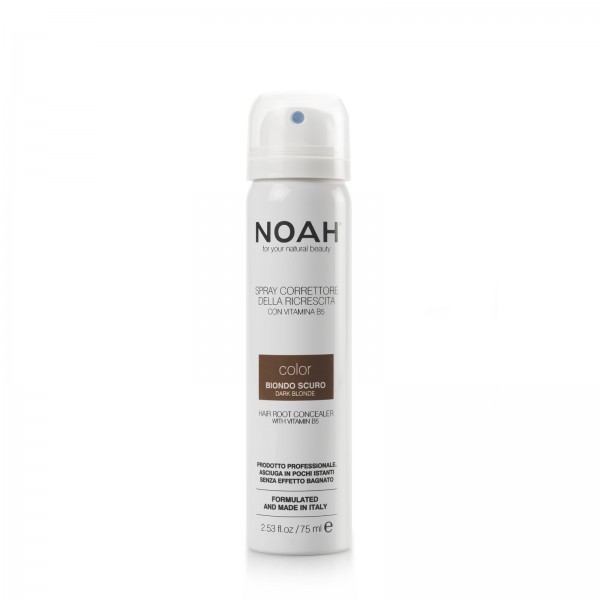 NOAH
for your natural beauty
SPRAY CORRETTORE
DELLA RICRESCITA
CON VITAMINA B5
color
BIONDO SCURO
DARK BLONDE
HAIR ROOT CONCEALER
WITH VITAMIN B5
PRODOTTO PROFESSIONALE,
ASCIUGA IN POCHI ISTANTI
SENZA EFFETTO BAGNATO
FORMULATED
AND MADE IN ITALY
2.53 fl.oz / 75 ml ℮